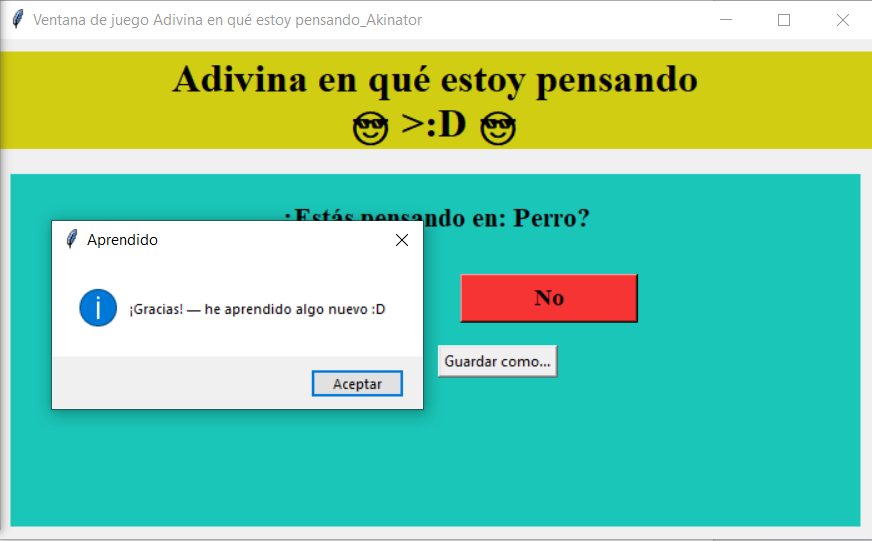 Ventana de juego Adivina en qué estoy pensando_Akinator
Adivina en qué estoy pensando
😎 >:D 😎
¿Estás pensando en: Perro?
Aprendido
¡Gracias! — he aprendido algo nuevo :D
No
Guardar como...
Aceptar